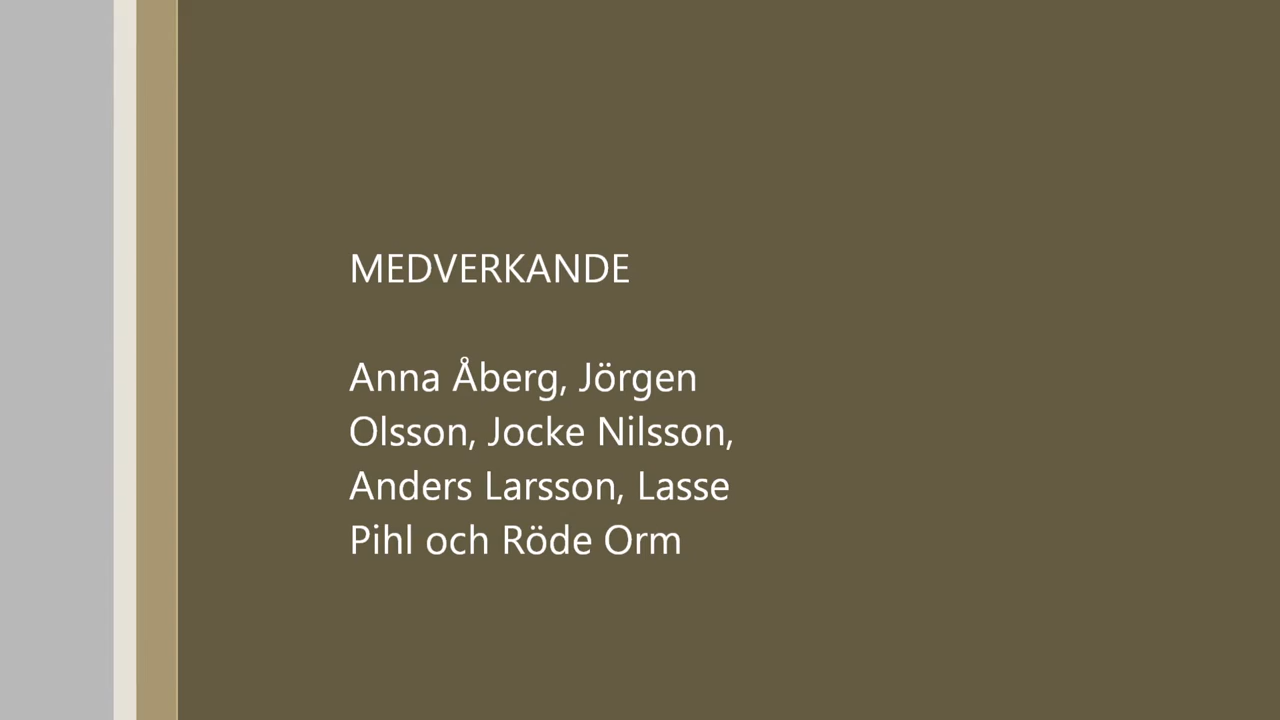 MEDVERKANDE
Anna Åberg, Jörgen
Olsson, Jocke Nilsson,
Anders Larsson, Lasse
Pihl och Röde Orm